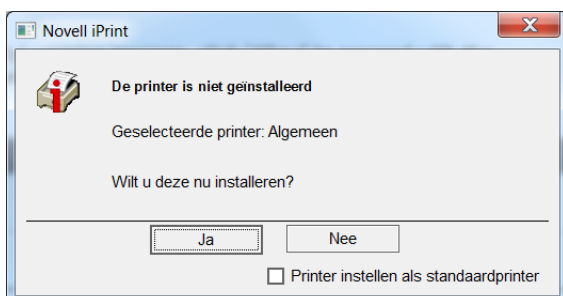 Novell iPrint
De printer is niet geïnstalleerd
Geselecteerde printer: Algemeen
Wilt u deze nu installeren?
Ja Nee
Printer instellen als standaardprinter